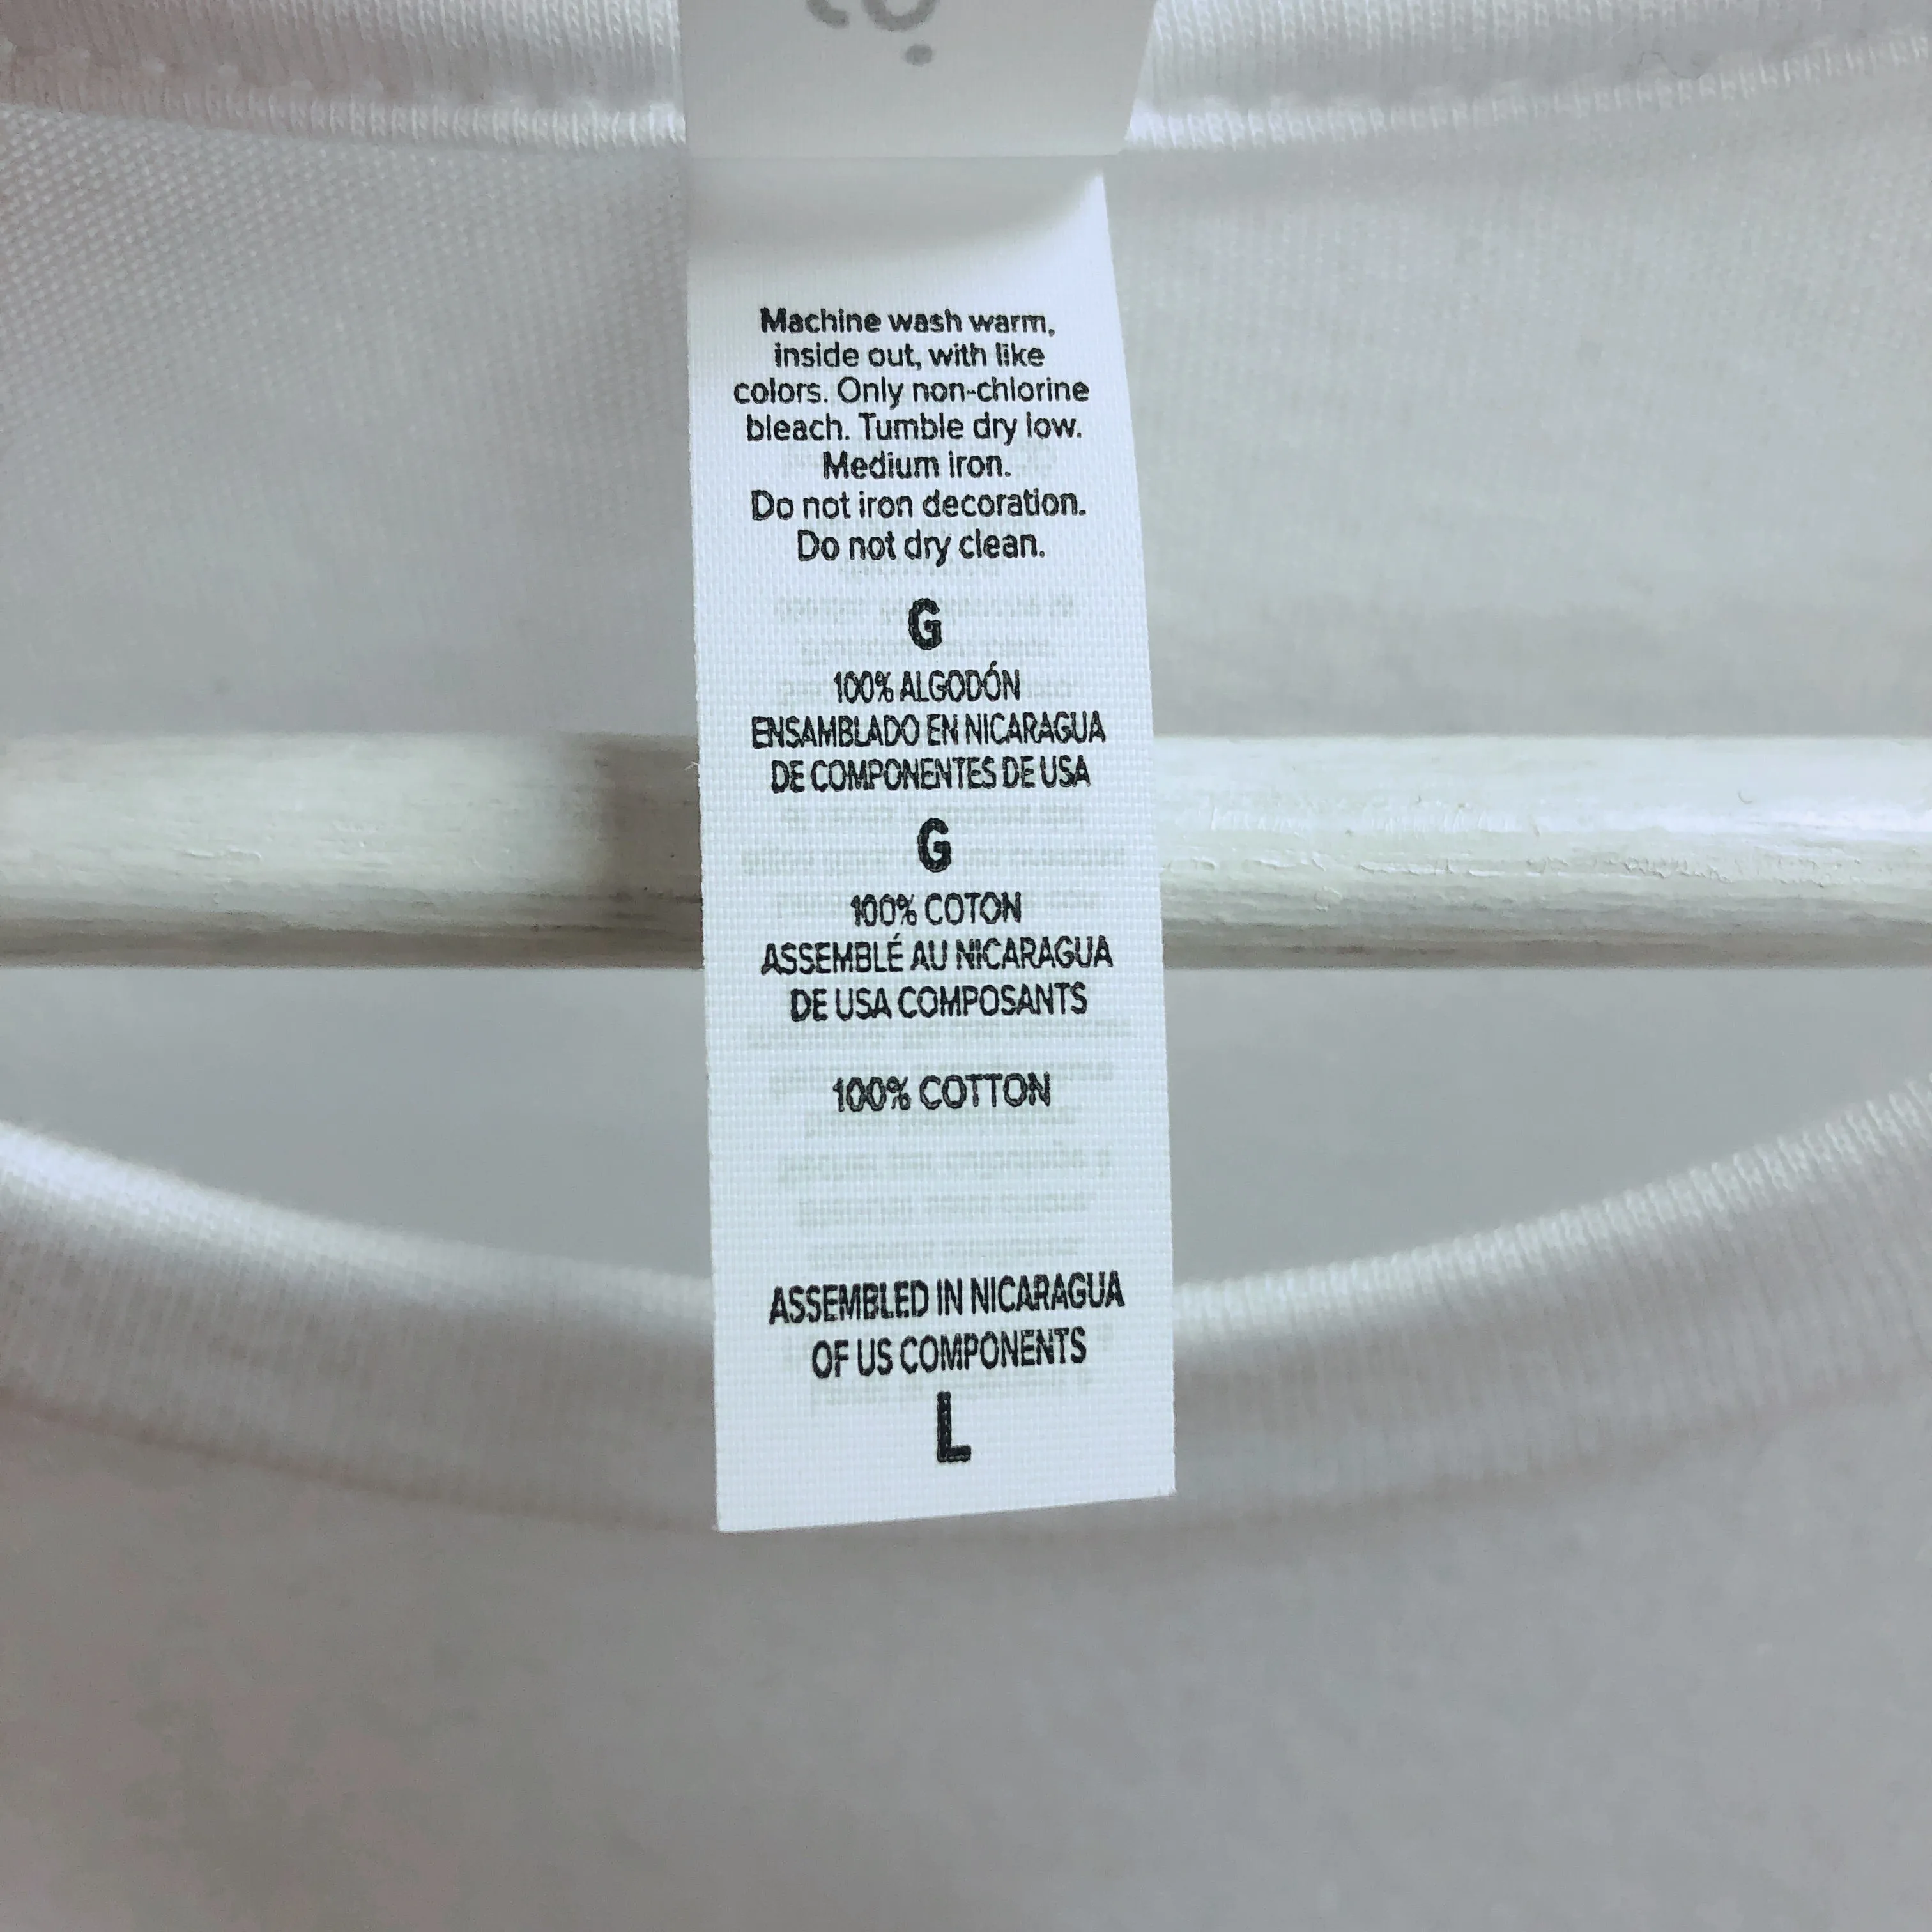 Machine wash warm,
inside out, with like
colors. Only non-chlorine
bleach. Tumble dry low.
Medium iron.
Do not iron decoration.
Do not dry clean.
G
100% ALGODÓN
ENSAMBLADO EN NICARAGUA
DE COMPONENTES DE USA
G
100% COTON
ASSEMBLÉ AU NICARAGUA
DE USA COMPOSANTS
100% COTTON
ASSEMBLED IN NICARAGUA
OF US COMPONENTS
L